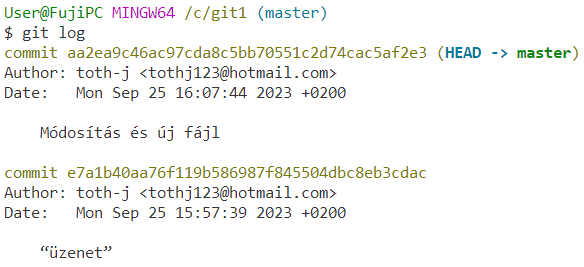 User@FujiPC MINGW64 /c/git1 (master)
$ git log
commit aa2ea9c46ac97cda8c5bb70551c2d74cac5af2e3 (HEAD -> master)
Author: toth-j <tothj123@hotmail.com>
Date:   Mon Sep 25 16:07:44 2023 +0200
    Módosítás és új fájl
commit e7a1b40aa76f119b586987f845504dbc8eb3cdac
Author: toth-j <tothj123@hotmail.com>
Date:   Mon Sep 25 15:57:39 2023 +0200
    “üzenet”